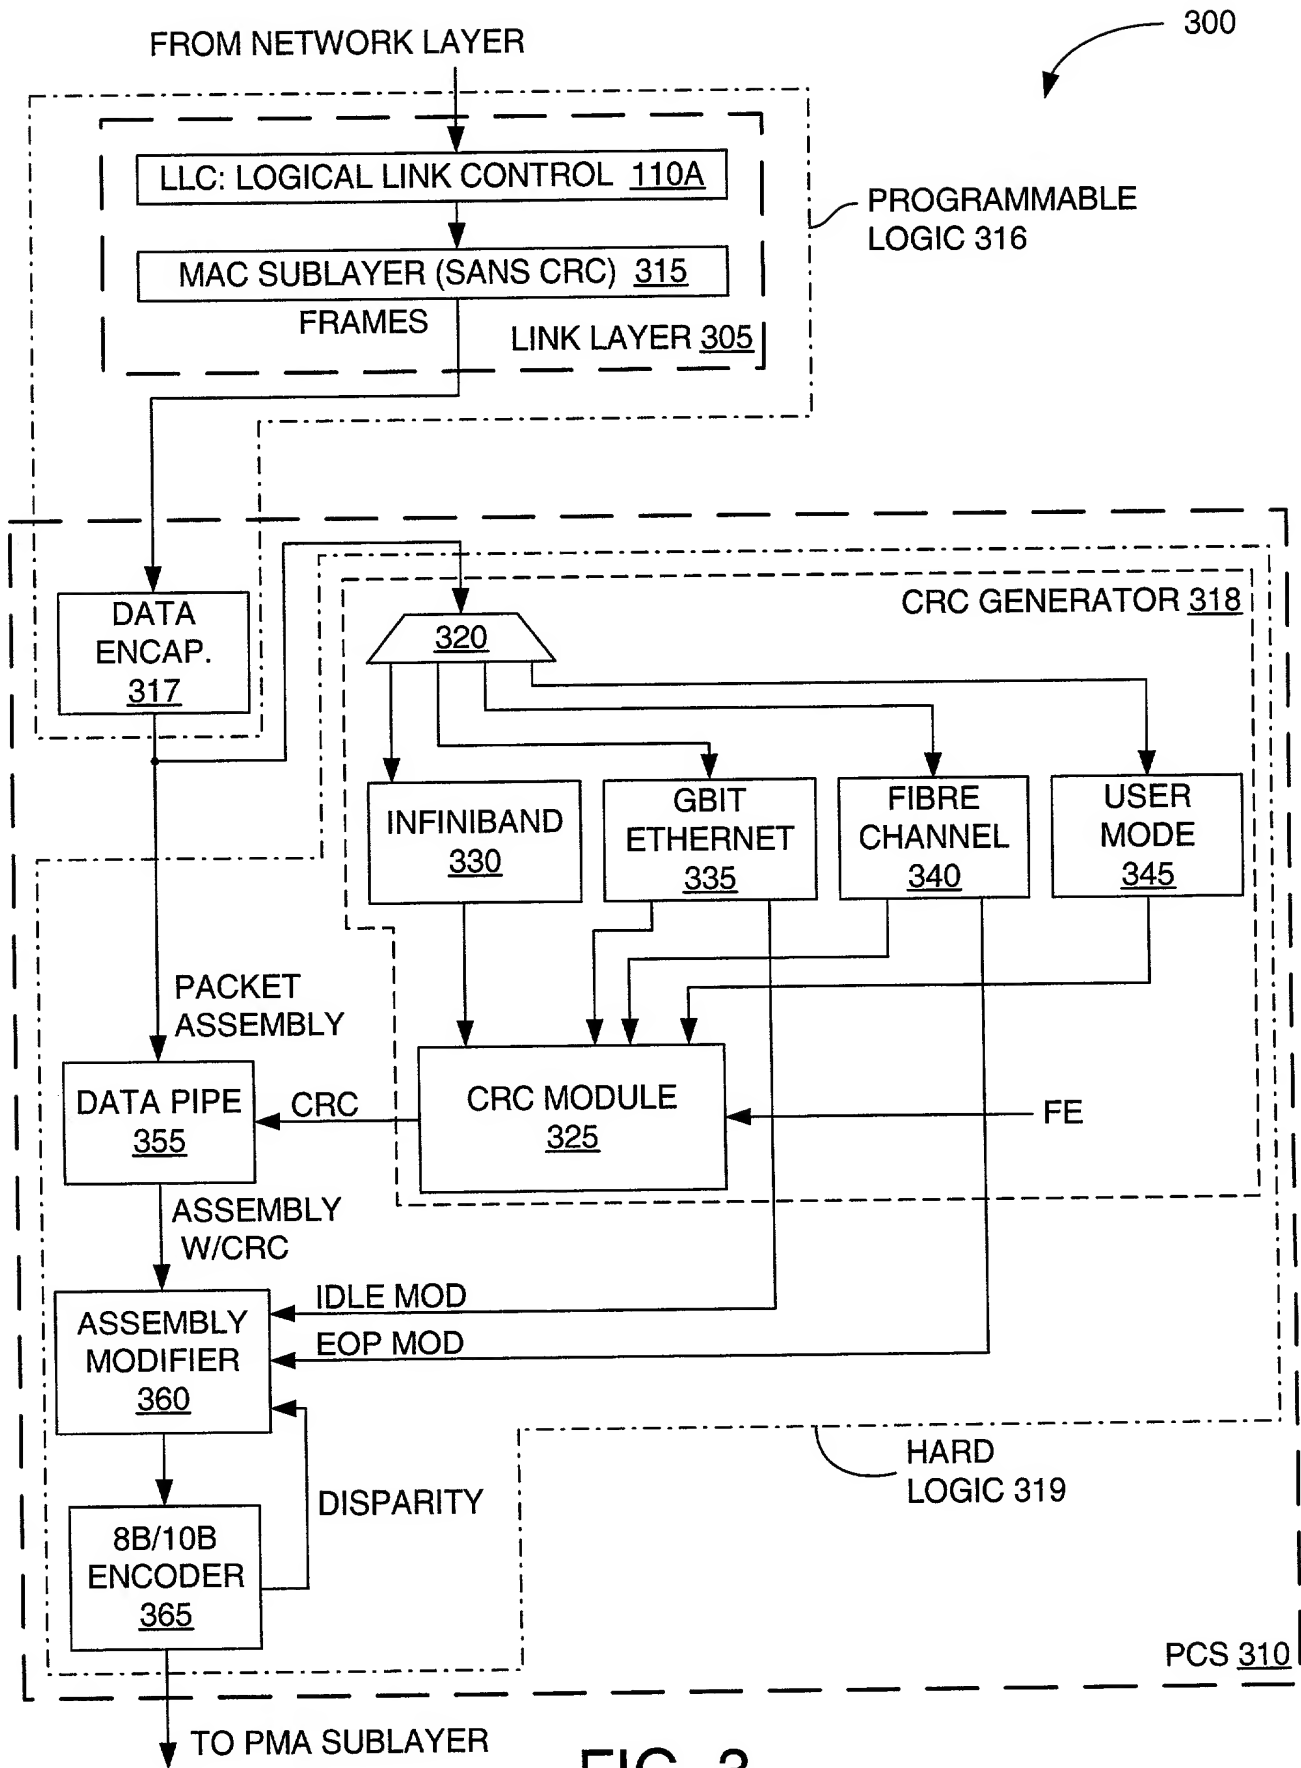 300
FROM NETWORK LAYER
LLC: LOGICAL LINK CONTROL 110A
PROGRAMMABLE
LOGIC 316
MAC SUBLAYER (SANS CRC) 315
FRAMES
LINK LAYER 305
CRC GENERATOR 318
DATA
ENCAP.
317
320
INFINIBAND
330
GBIT
ETHERNET
335
FIBRE
CHANNEL
340
USER
MODE
345
PACKET
ASSEMBLY
DATA PIPE
355
CRC
CRC MODULE
325
FE
ASSEMBLY
W/CRC
ASSEMBLY
MODIFIER
360
IDLE MOD
EOP MOD
HARD
LOGIC 319
DISPARITY
8B/10B
ENCODER
365
PCS 310
TO PMA SUBLAYER
FIG. 3